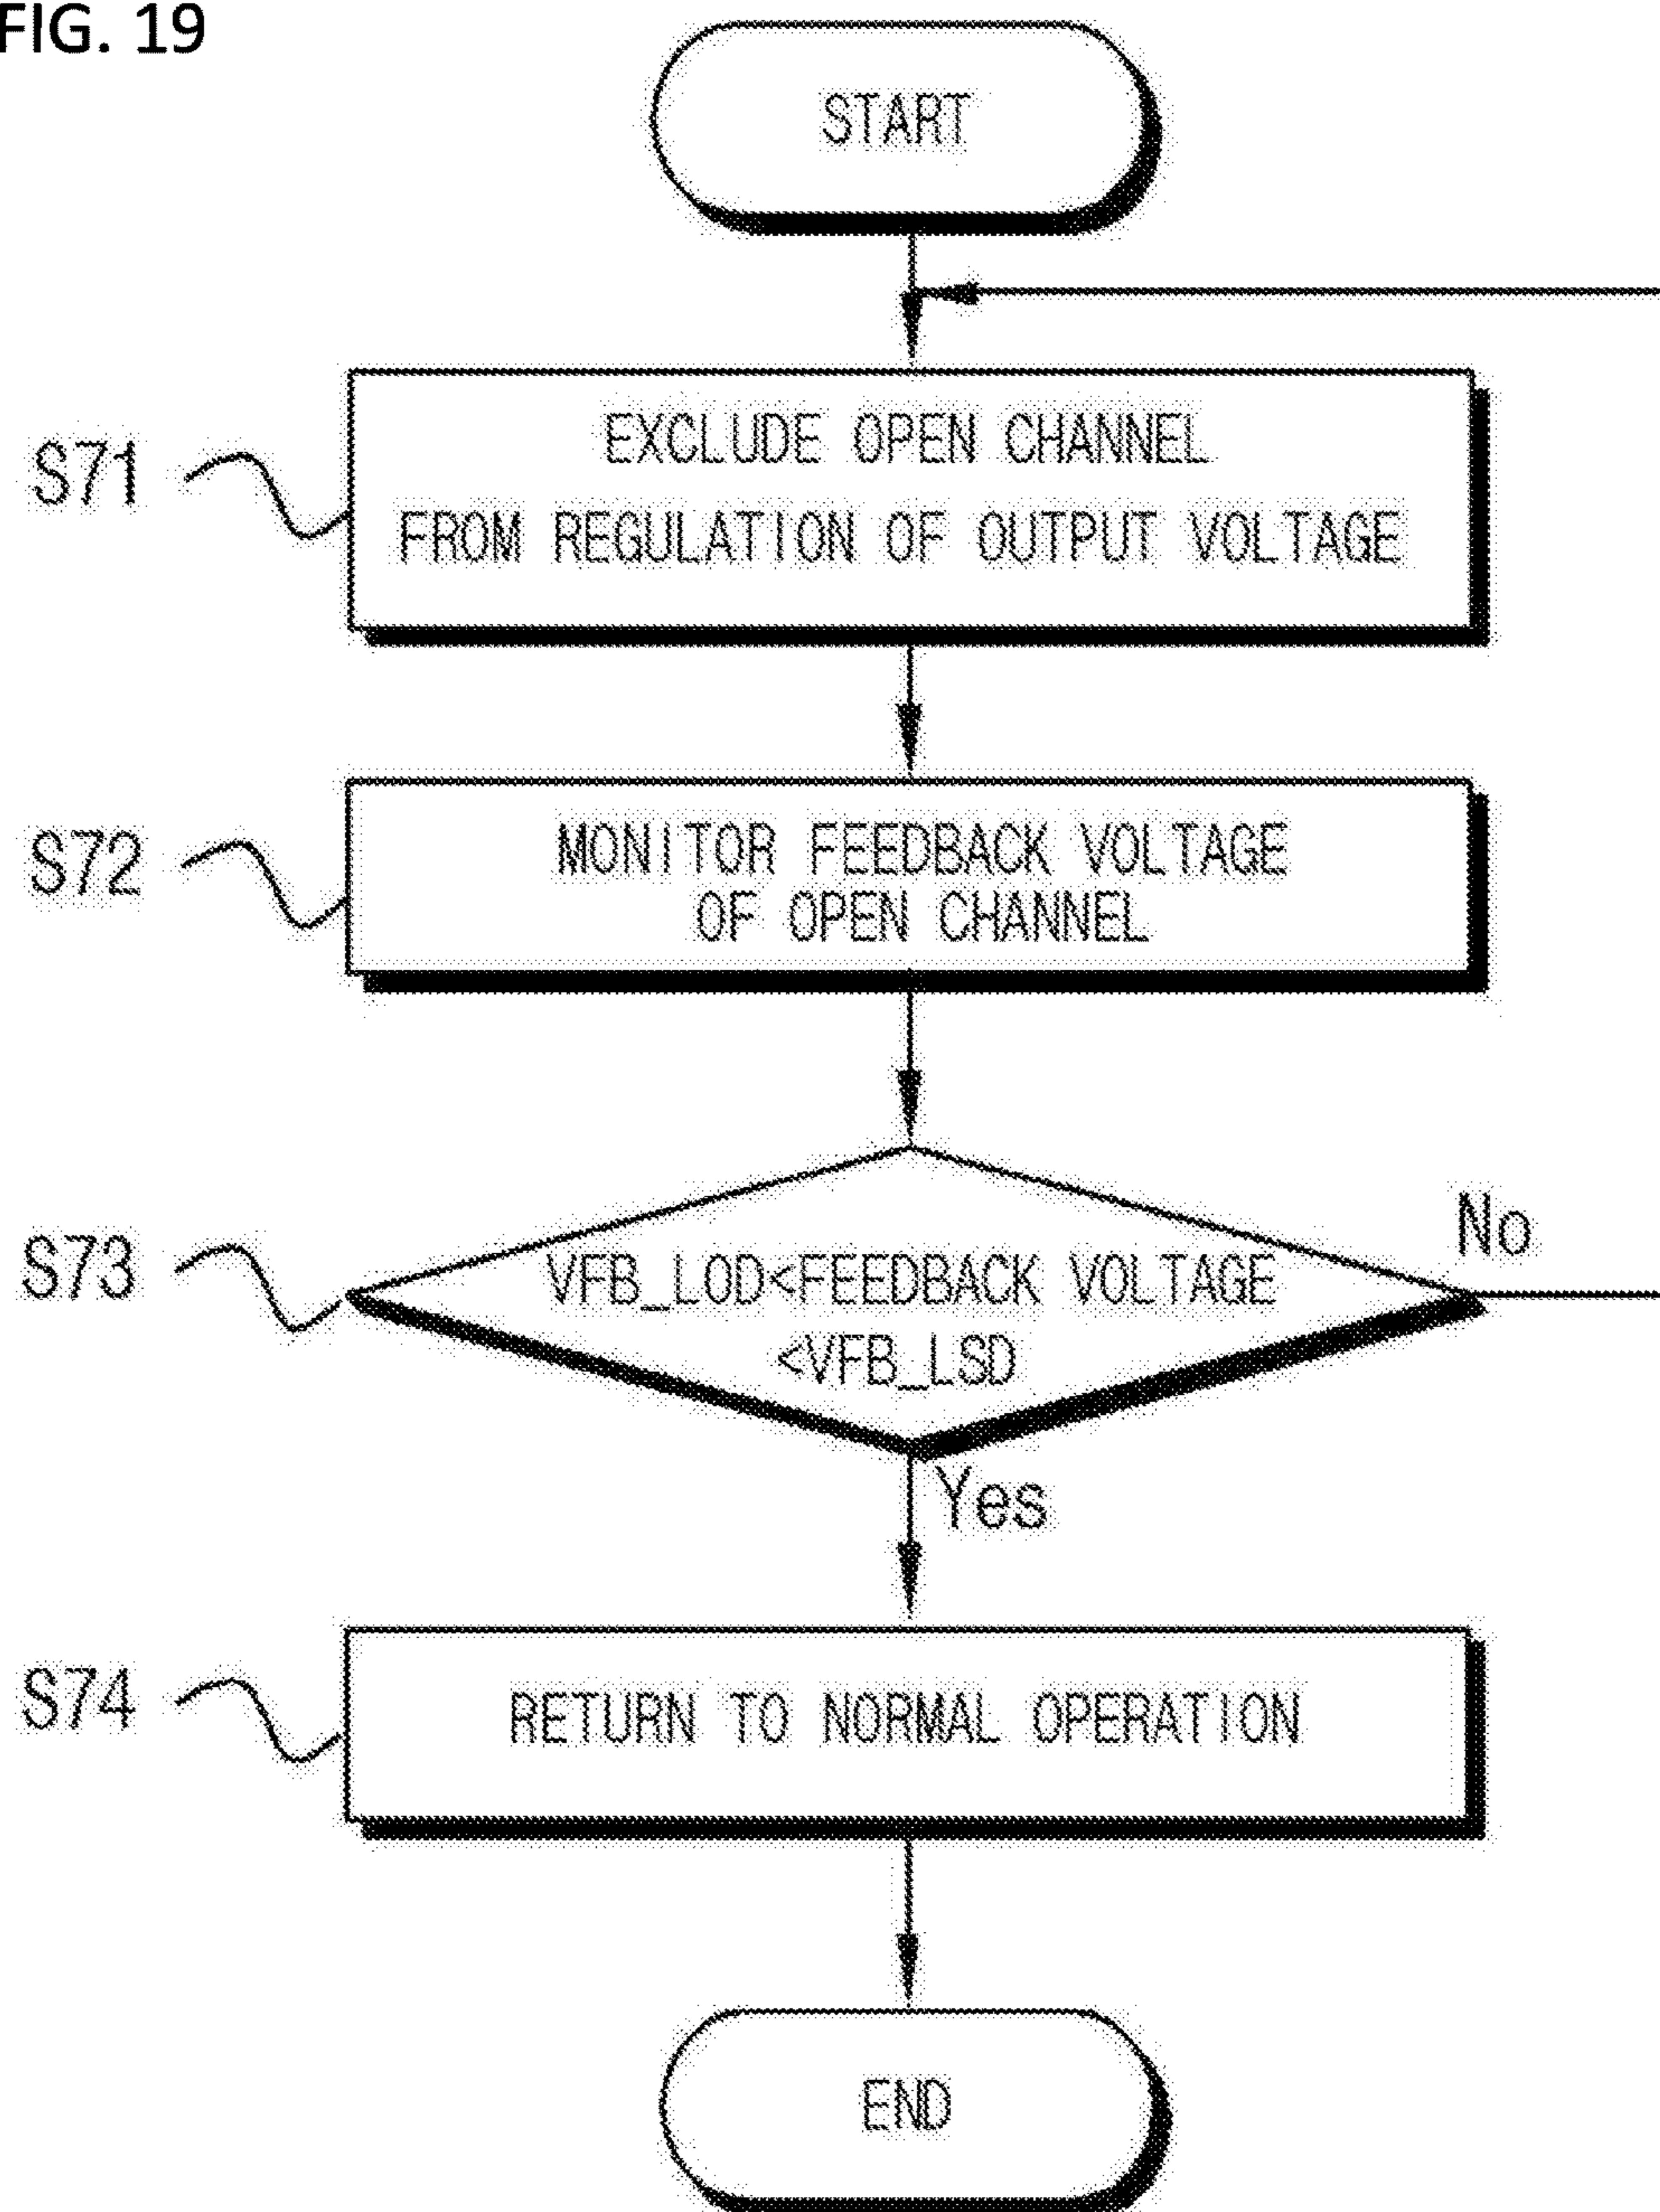 FIG. 19
START
S71
EXCLUDE OPEN CHANNEL
FROM REGULATION OF OUTPUT VOLTAGE
S72
MONITOR FEEDBACK VOLTAGE
OF OPEN CHANNEL
S73
VFB_LOD<FEEDBACK VOLTAGE
<VFB_LSD
No
Yes
S74
RETURN TO NORMAL OPERATION
END